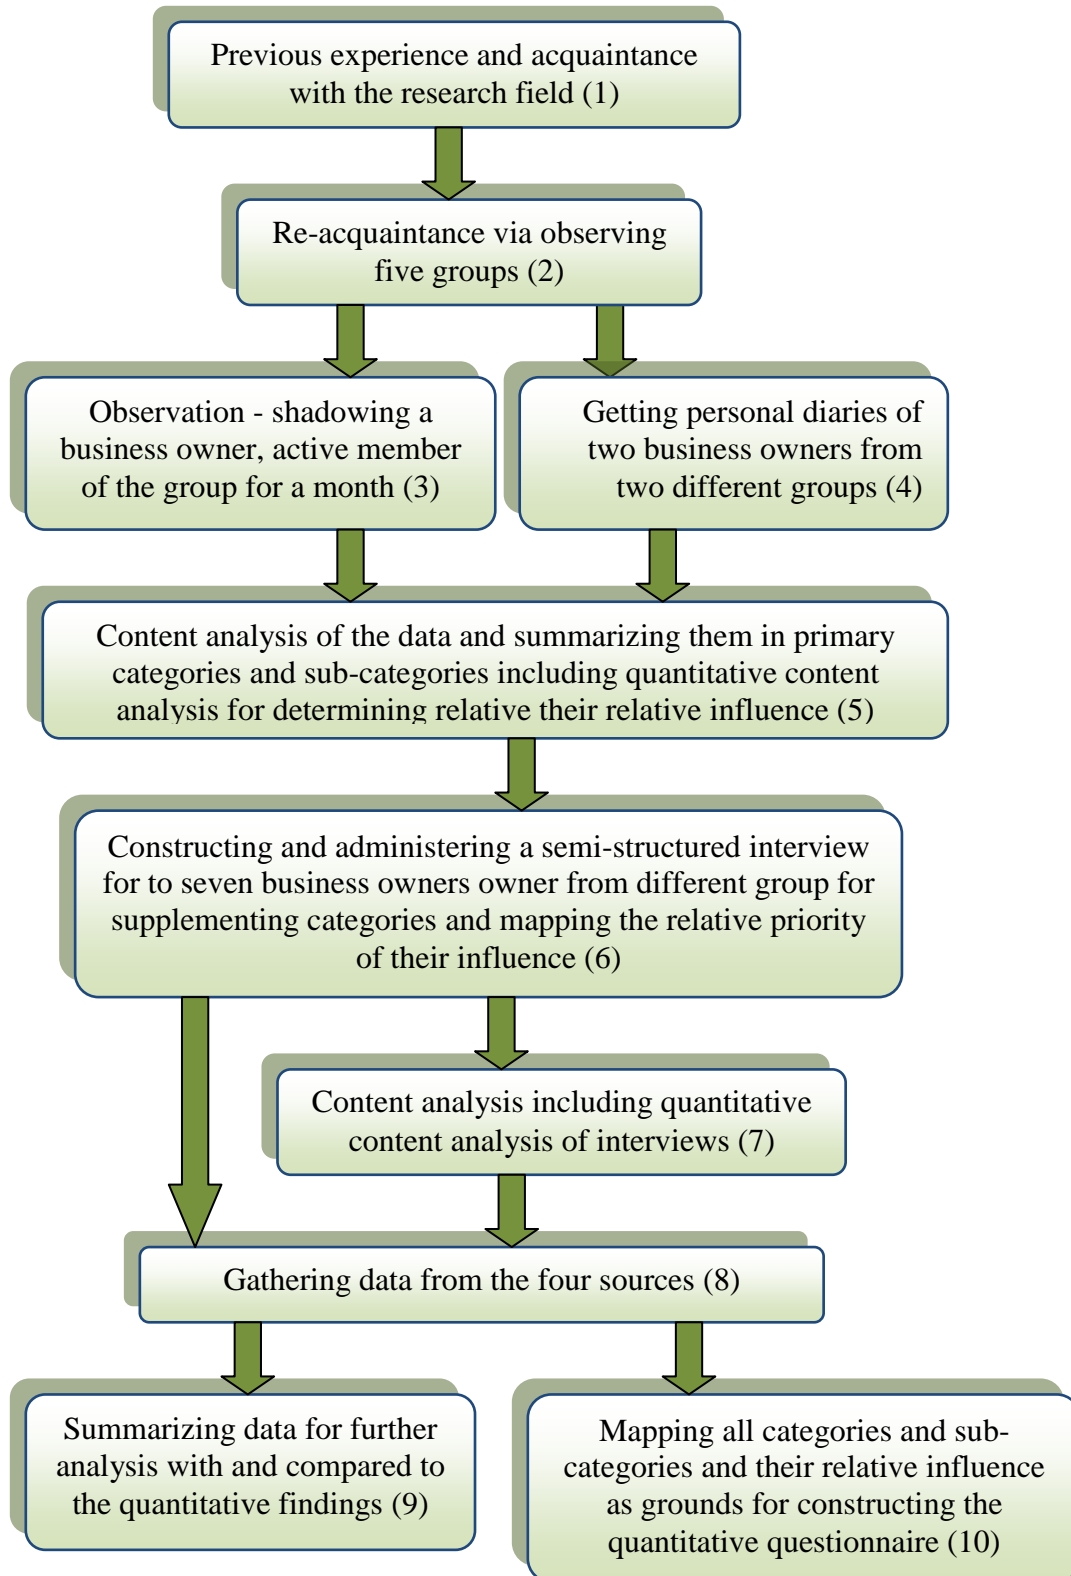 Previous experience and acquaintance
with the research field (1)
Re-acquaintance via observing
five groups (2)
Observation - shadowing a
business owner, active member
of the group for a month (3)
Getting personal diaries of
two business owners from
two different groups (4)
Content analysis of the data and summarizing them in primary
categories and sub-categories including quantitative content
analysis for determining relative their relative influence (5)
Constructing and administering a semi-structured interview
for to seven business owners owner from different group for
supplementing categories and mapping the relative priority
of their influence (6)
Content analysis including quantitative
content analysis of interviews (7)
Gathering data from the four sources (8)
Summarizing data for further
analysis with and compared to
the quantitative findings (9)
Mapping all categories and sub-
categories and their relative influence
as grounds for constructing the
quantitative questionnaire (10)